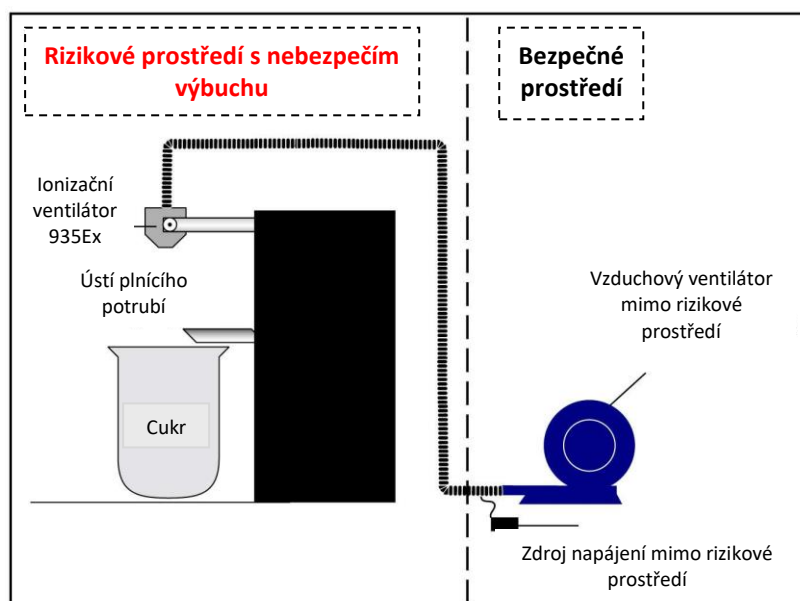 Rizikové prostředí s nebezpečím
výbuchu
Bezpečné
prostředí
Ionizační
ventilátor
935Ex
Ústí plnícího
potrubí
Cukr
Vzduchový ventilátor
mimo rizikové
prostředí
Zdroj napájení mimo rizikové
prostředí